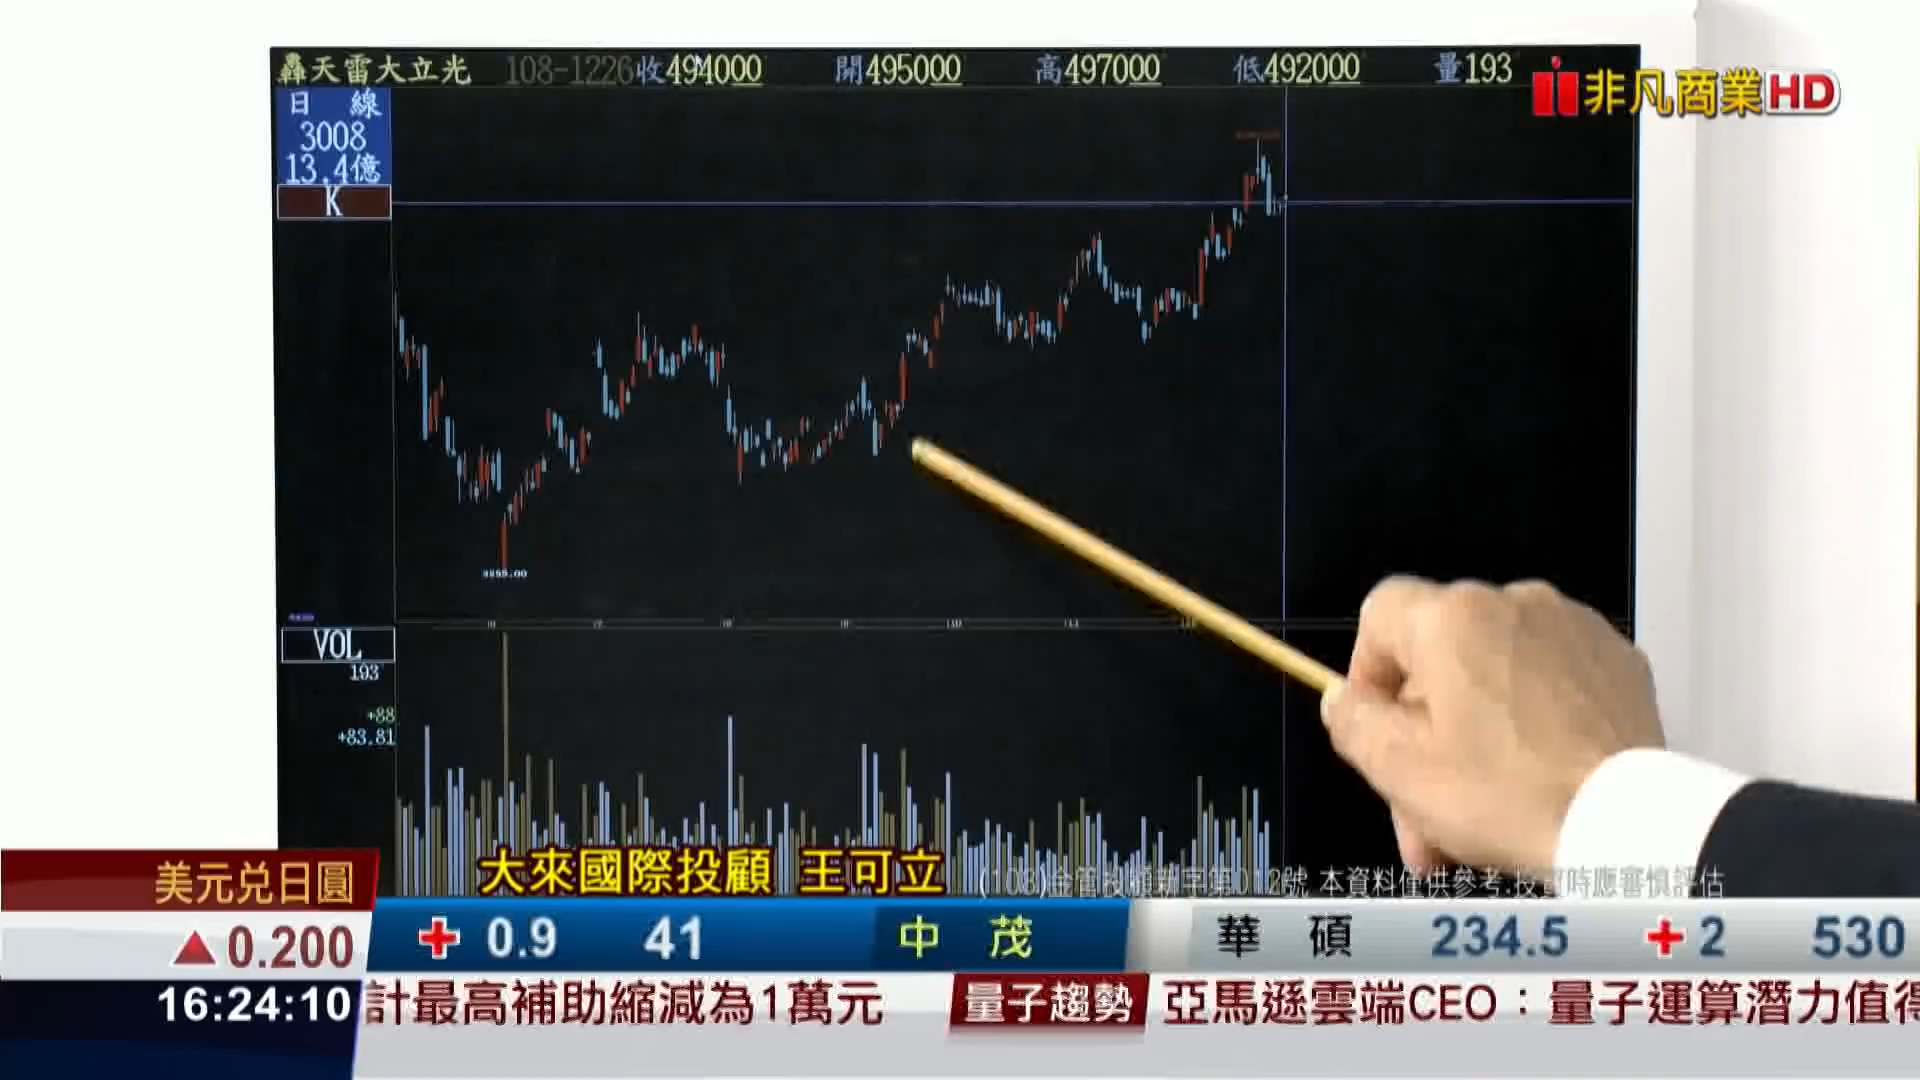 轟天雷大立光 108-1226 收494000 開495000 高497000 低492000 量193
非凡商業HD
日 線
3008
13.4億
K
VOL
193
+88
+83.81
大來國際投顧 王可立
(108)金管投顧新字第012號 本資料僅供參考,投資時應審慎評估
美元兑日圓
▲0.200
+ 0.9 41 中 茂 華 碩 234.5 + 2 530
16:24:10
計最高補助縮減為1萬元 量子趨勢 亞馬遜雲端CEO：量子運算潛力值得